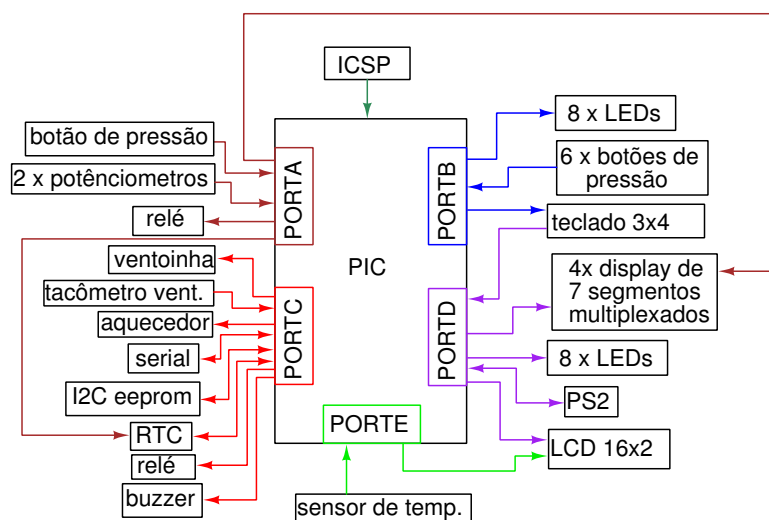 ICSP
botão de pressão
2 x potênciometros
relé
ventoinha
tacômetro vent.
aquecedor
serial
I2C eeprom
RTC
relé
buzzer
PORTA
PORTC
PIC
PORTE
sensor de temp.
PORTB
PORTD
8 x LEDs
6 x botões de
pressão
teclado 3x4
4x display de
7 segmentos
multiplexados
8 x LEDs
PS2
LCD 16x2